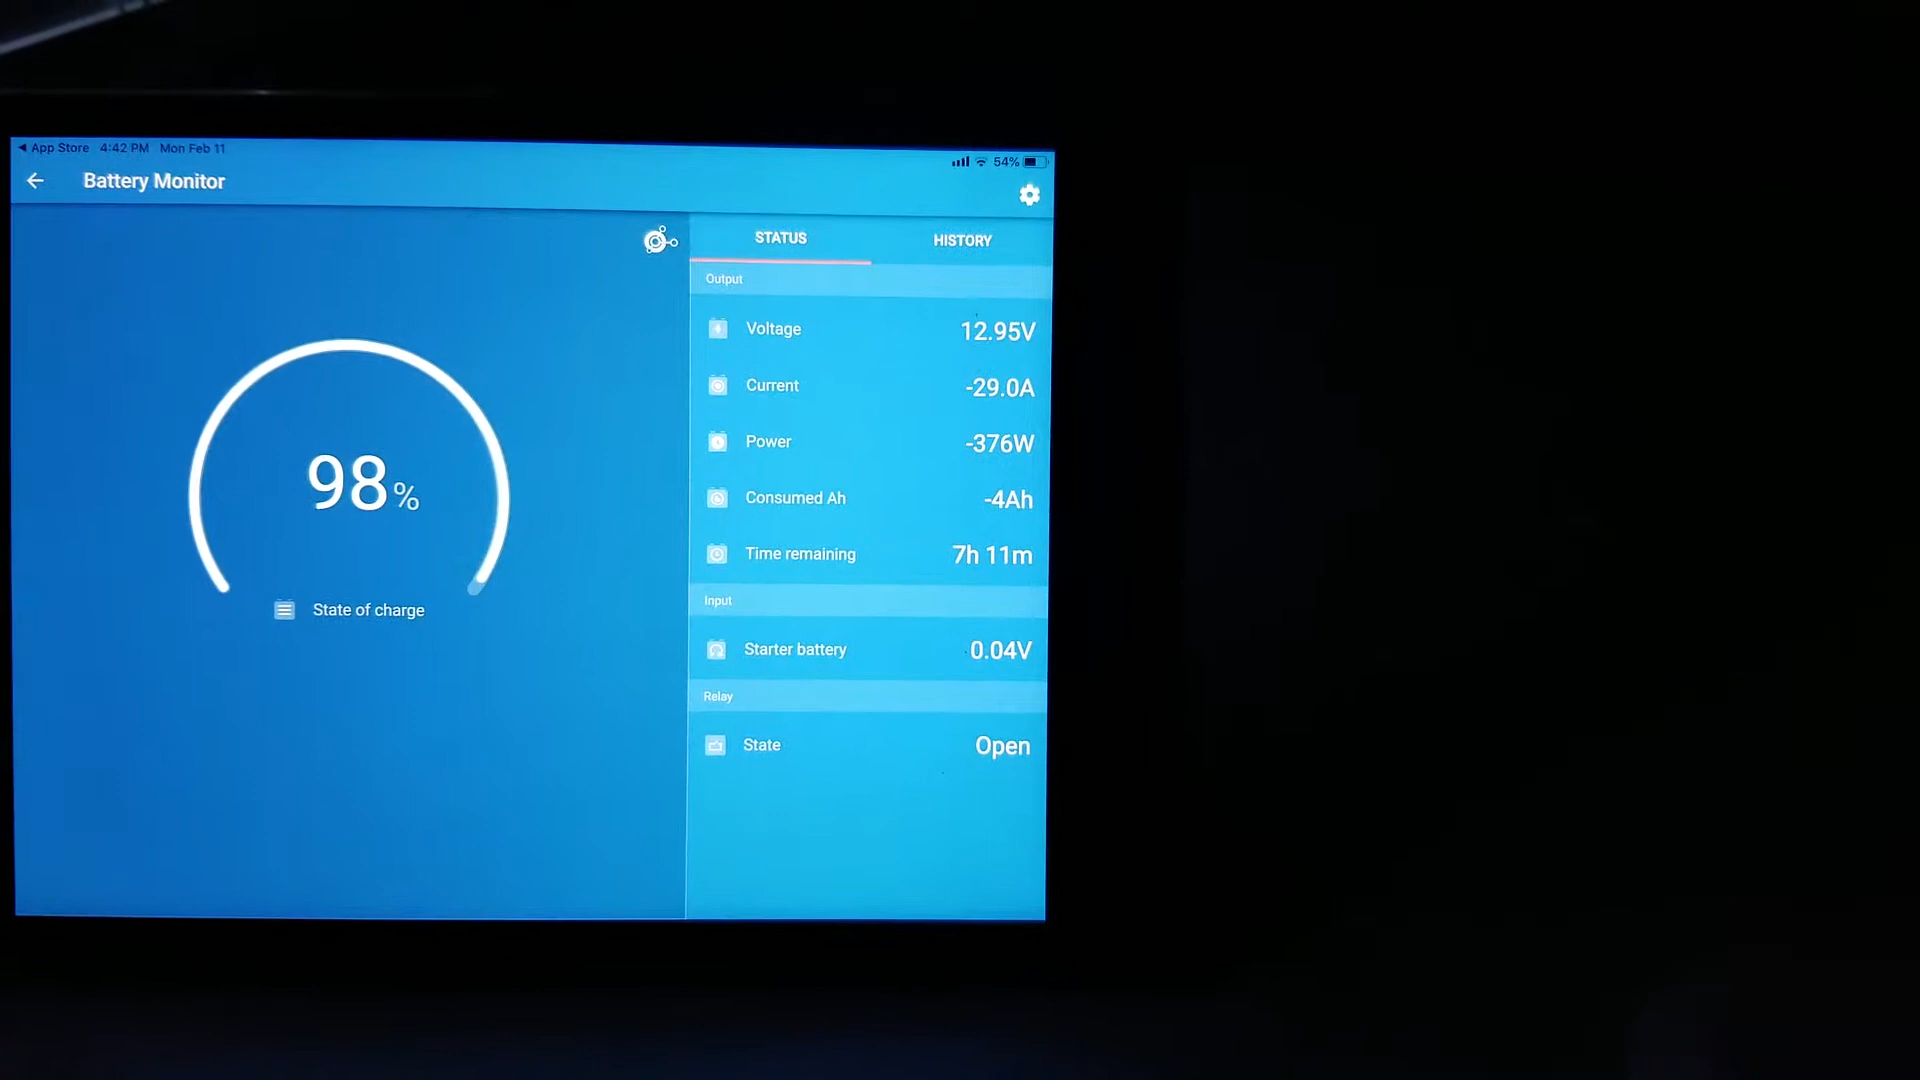 App Store 4:42 PM Mon Feb 11
54%
Battery Monitor
STATUS HISTORY
Output
Voltage 12.95V
Current -29.0A
Power -376W
Consumed Ah -4Ah
Time remaining 7h 11m
Input
Starter battery 0.04V
Relay
State Open
98%
State of charge